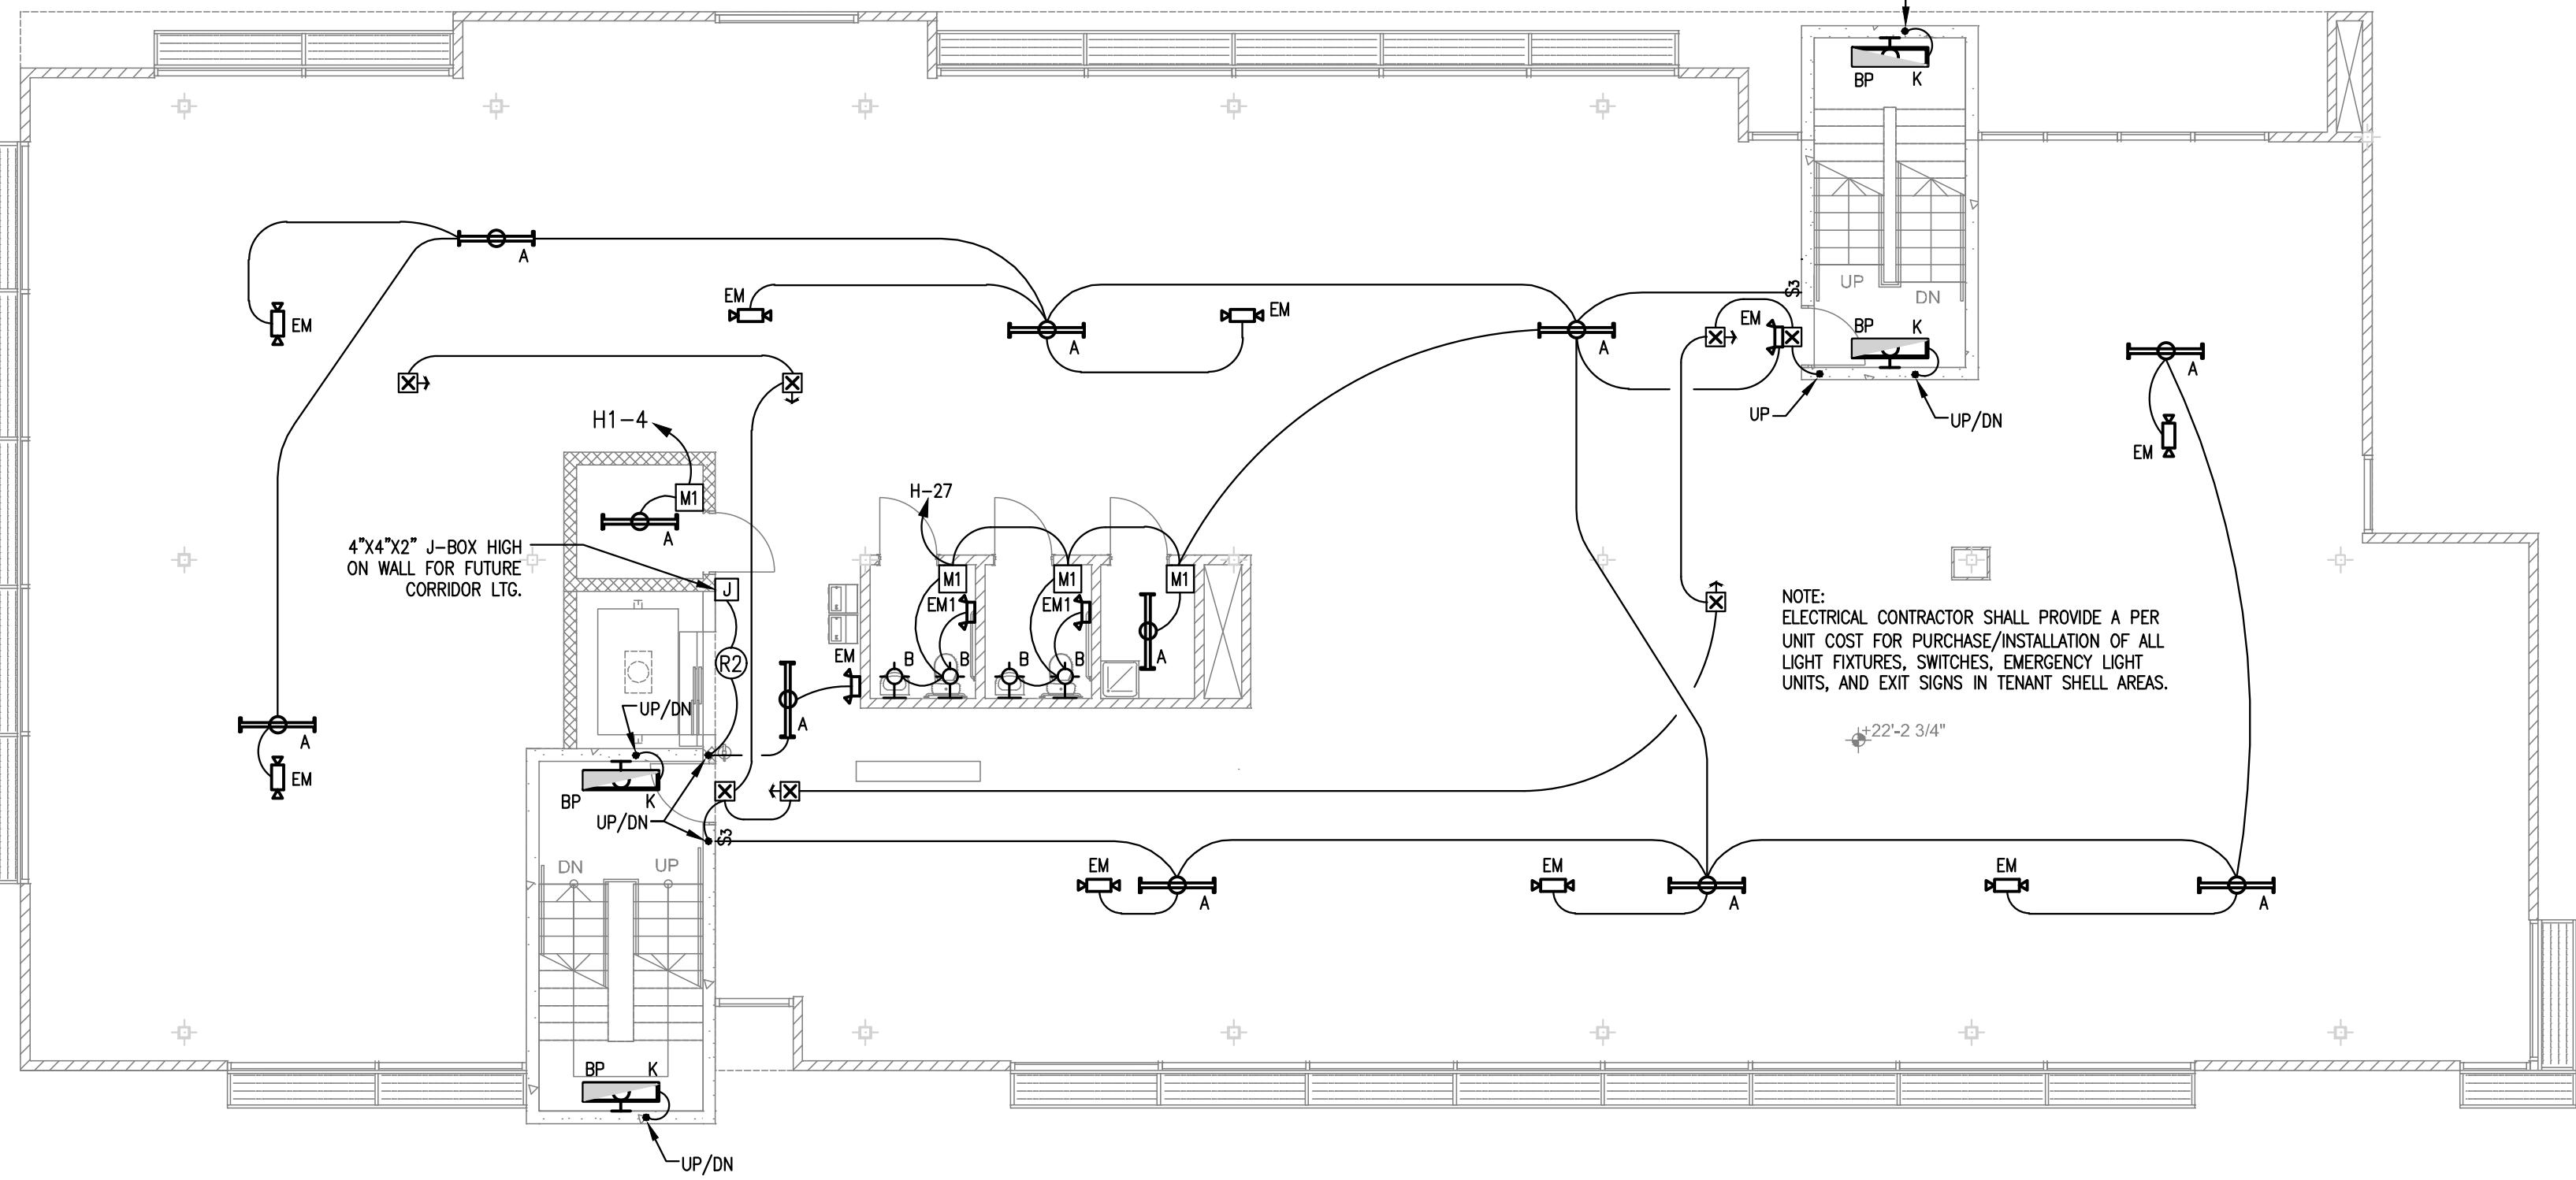 BP K
A
EM
EM
EM
A
A
S3
UP
DN
EM
BP K
A
UP
UP/DN
EM
H1-4
M1
A
H-27
4"X4"X2" J-BOX HIGH
ON WALL FOR FUTURE
CORRIDOR LTG.
J
M1
M1
M1
EM1
EM1
NOTE:
ELECTRICAL CONTRACTOR SHALL PROVIDE A PER
UNIT COST FOR PURCHASE/INSTALLATION OF ALL
LIGHT FIXTURES, SWITCHES, EMERGENCY LIGHT
UNITS, AND EXIT SIGNS IN TENANT SHELL AREAS.
R2
EM
B
B
B
B
A
UP/DN
A
A
+22'-2 3/4"
EM
BP K
UP/DN
S3
DN
UP
EM
A
EM
A
EM
A
BP K
UP/DN